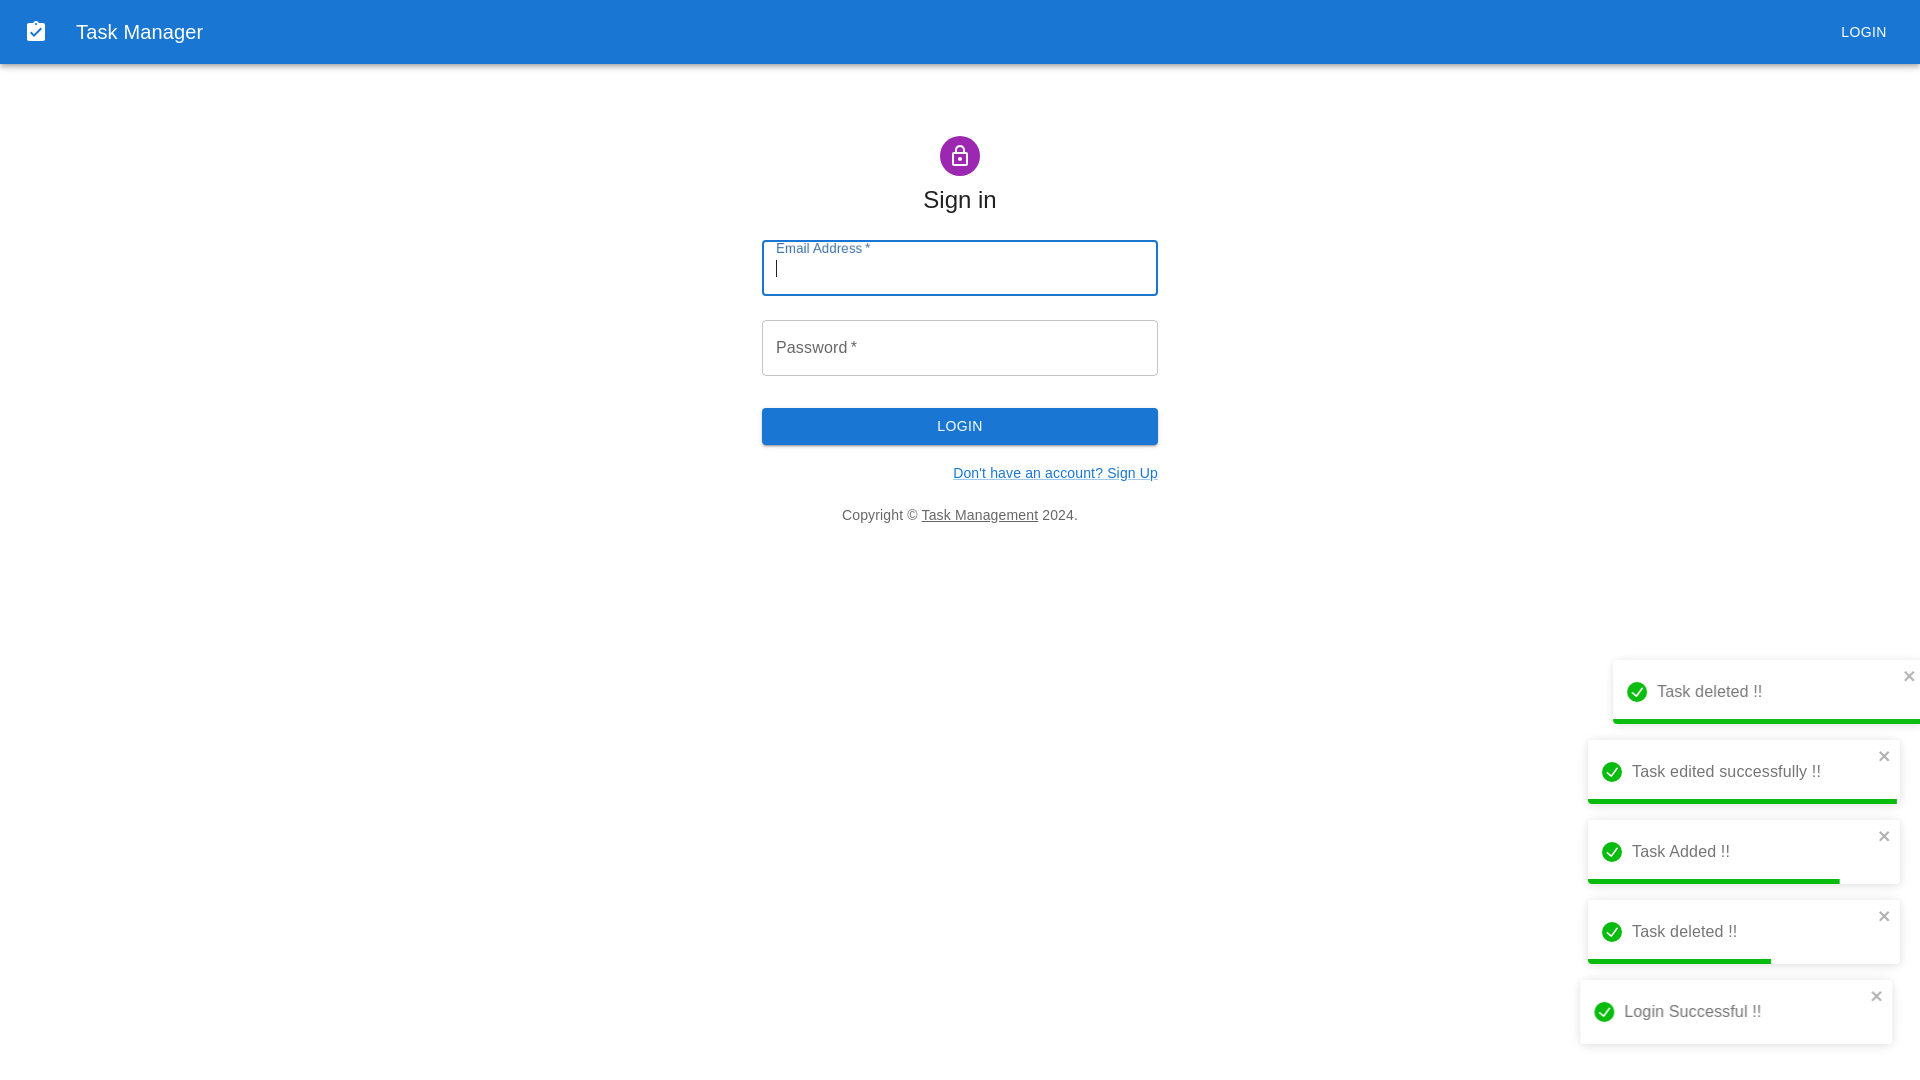 Task Manager
LOGIN
Sign in
Email Address *
Password *
LOGIN
Don't have an account? Sign Up
Copyright © Task Management 2024.
Task deleted !!
Task edited successfully !!
Task Added !!
Task deleted !!
Login Successful !!